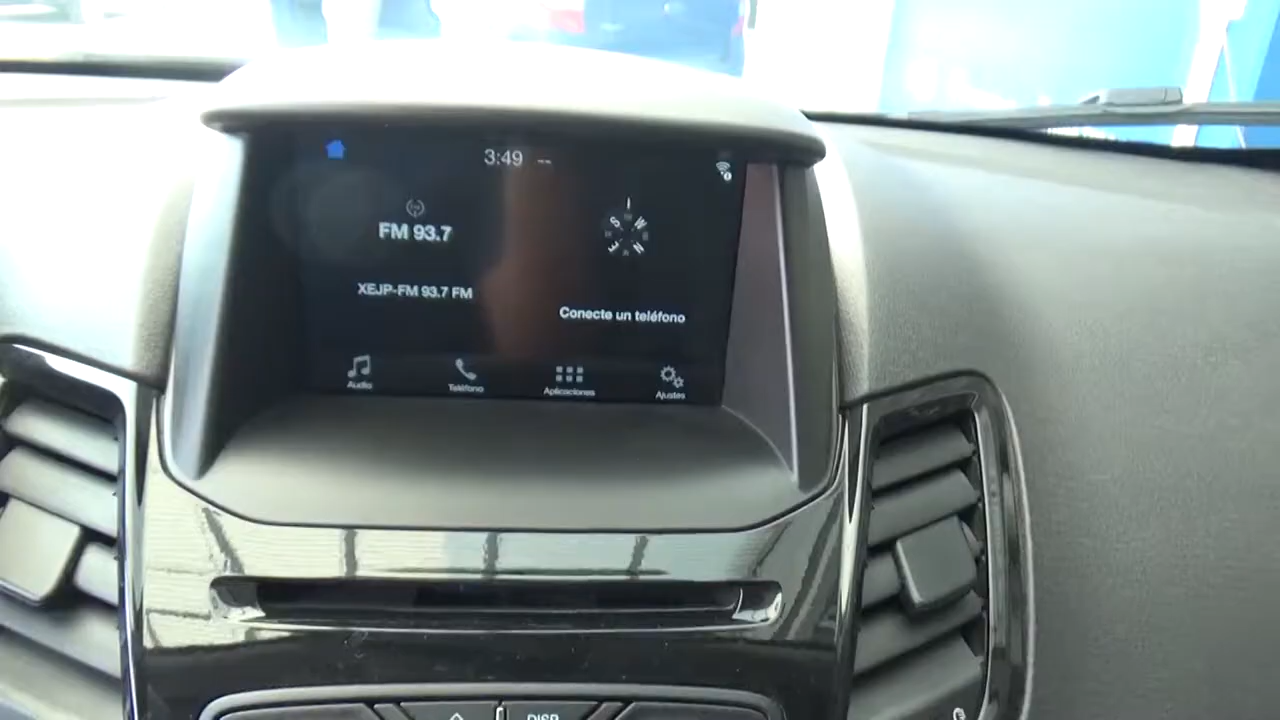 3:49 --
FM 93.7
S W
E N
XEJP-FM 93.7 FM
Conecte un teléfono
Audio
Teléfono
Aplicaciones
Ajustes
DISP